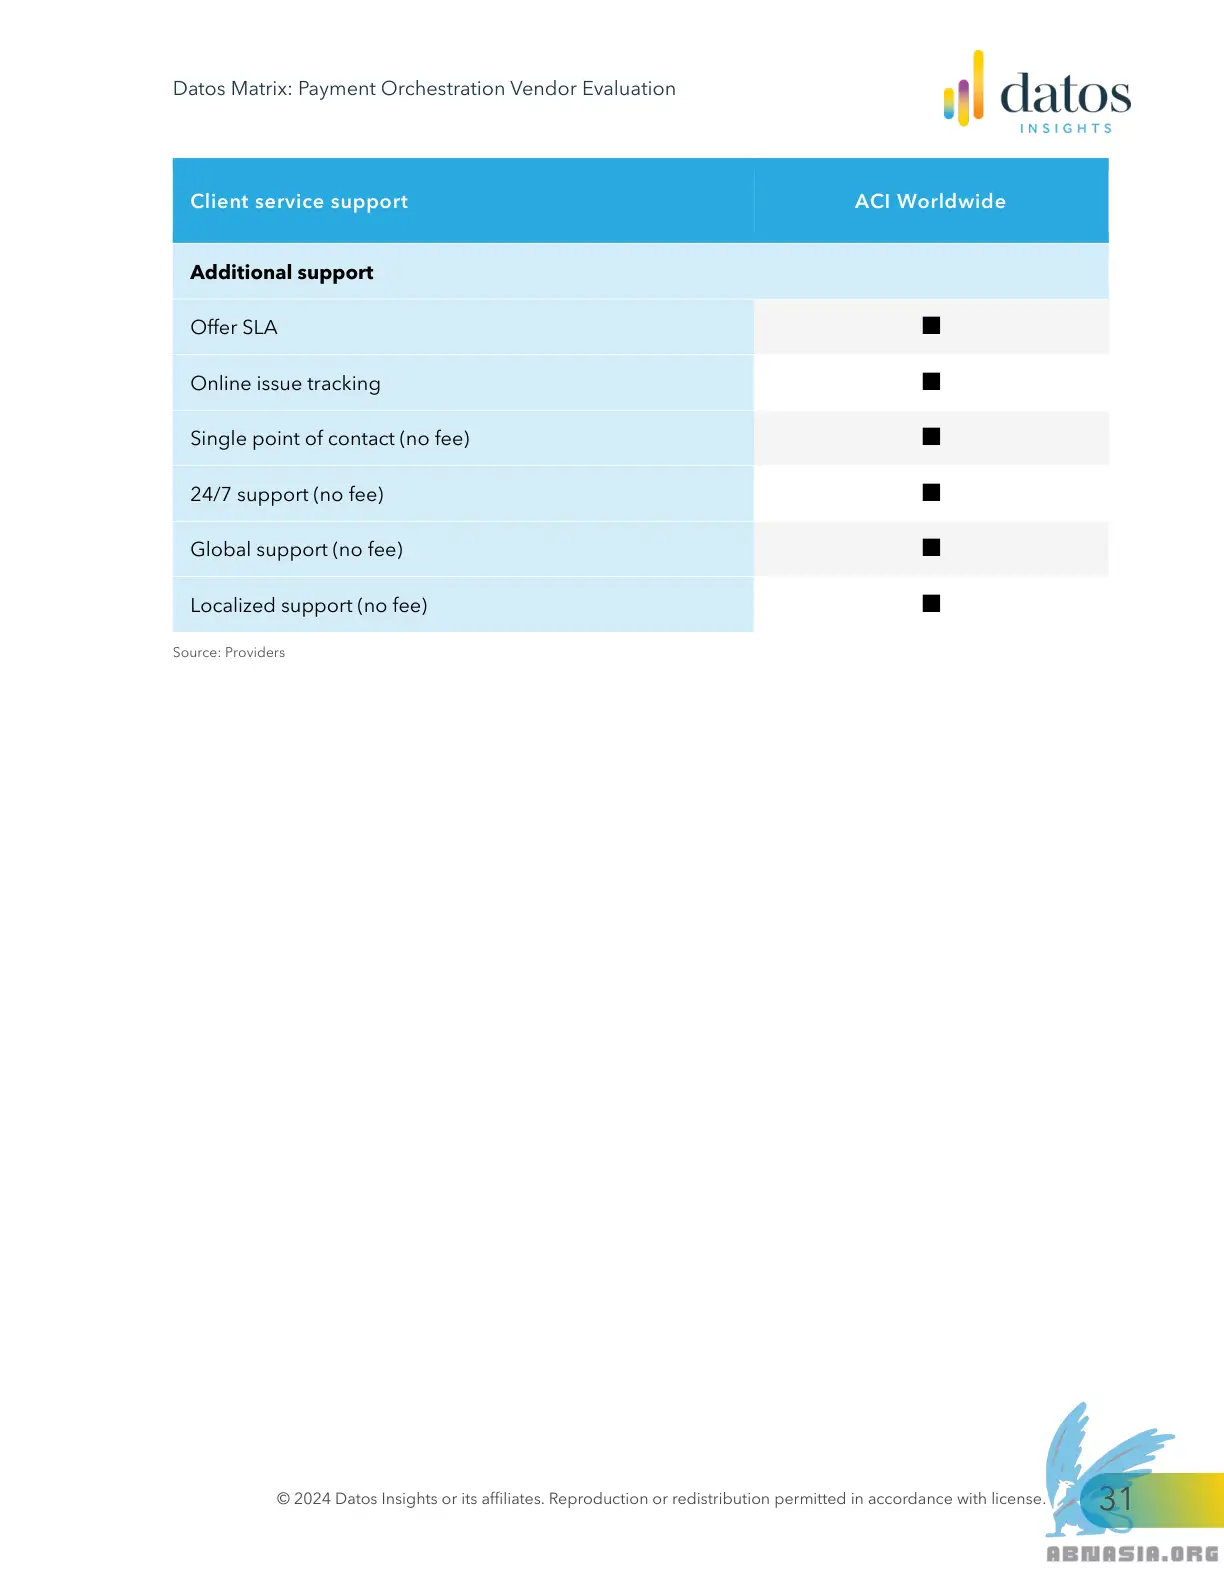 Datos Matrix: Payment Orchestration Vendor Evaluation
datos
INSIGHTS
Client service support ACI Worldwide
Additional support
Offer SLA ■
Online issue tracking ■
Single point of contact (no fee) ■
24/7 support (no fee) ■
Global support (no fee) ■
Localized support (no fee) ■
Source: Providers
© 2024 Datos Insights or its affiliates. Reproduction or redistribution permitted in accordance with license. 31
ABNASIA.ORG